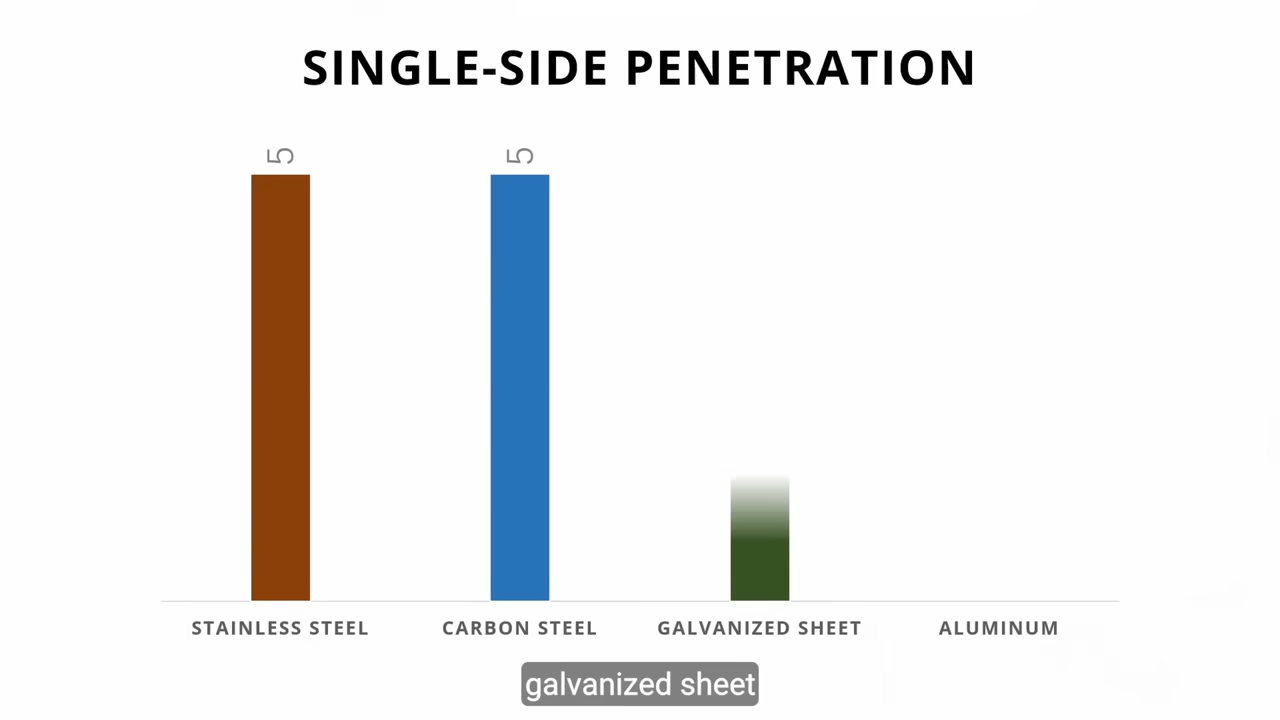 SINGLE-SIDE PENETRATION
5
5
STAINLESS STEEL
CARBON STEEL
GALVANIZED SHEET
ALUMINUM
galvanized sheet